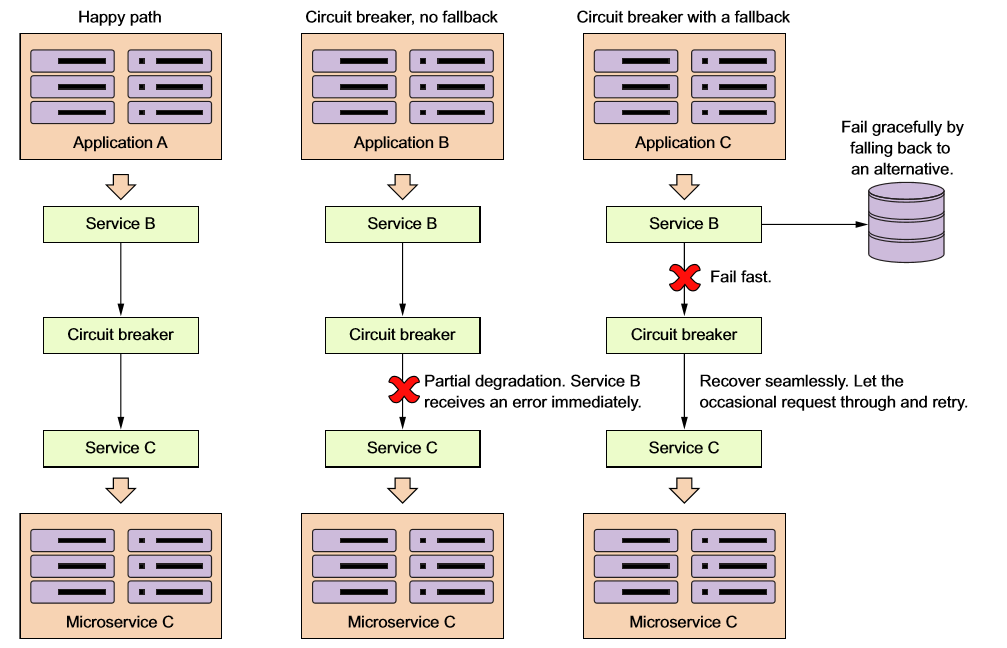 Happy path
Circuit breaker, no fallback
Circuit breaker with a fallback
Application A
Application B
Application C
Fail gracefully by
falling back to
an alternative.
Service B
Service B
Service B
Fail fast.
Circuit breaker
Circuit breaker
Circuit breaker
Partial degradation. Service B
receives an error immediately.
Recover seamlessly. Let the
occasional request through and retry.
Service C
Service C
Service C
Microservice C
Microservice C
Microservice C